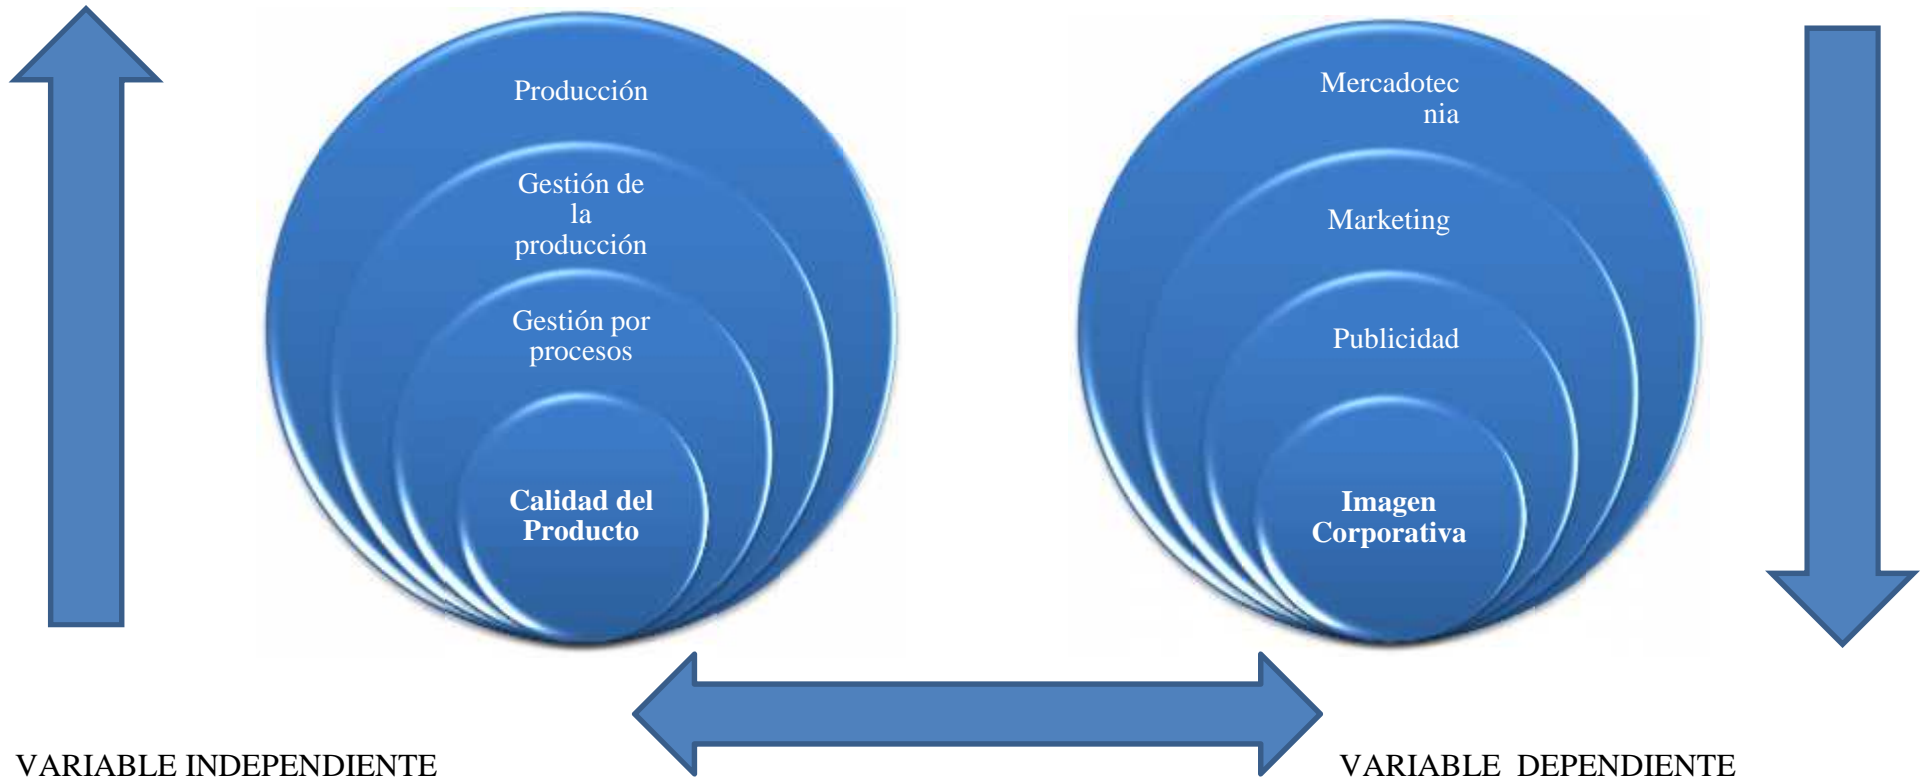 Producción
Gestión de
la
producción
Gestión por
procesos
Calidad del
Producto
Mercadotec
nia
Marketing
Publicidad
Imagen
Corporativa
VARIABLE INDEPENDIENTE
VARIABLE DEPENDIENTE